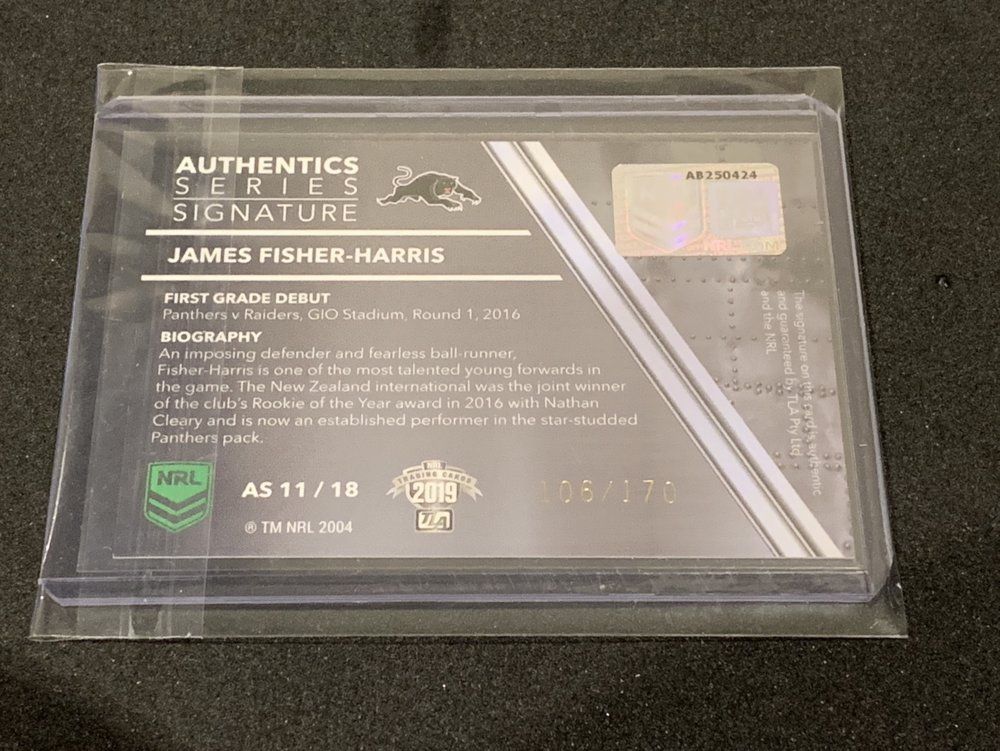 AUTHENTICS
SERIES
SIGNATURE
JAMES FISHER-HARRIS
FIRST GRADE DEBUT
Panthers v Raiders, GIO Stadium, Round 1, 2016
BIOGRAPHY
An imposing defender and fearless ball-runner,
Fisher-Harris is one of the most talented young forwards in
the game. The New Zealand international was the joint winner
of the club's Rookie of the Year award in 2016 with Nathan
Cleary and is now an established performer in the star-studded
Panthers pack.
NRL
AS 11 / 18
® TM NRL 2004
NRL
TRADING CARDS
2019
TLA
106/170
AB250424
NRL.COM
The signature on this card is authentic
and guaranteed by TLA Pty Ltd
and the NRL